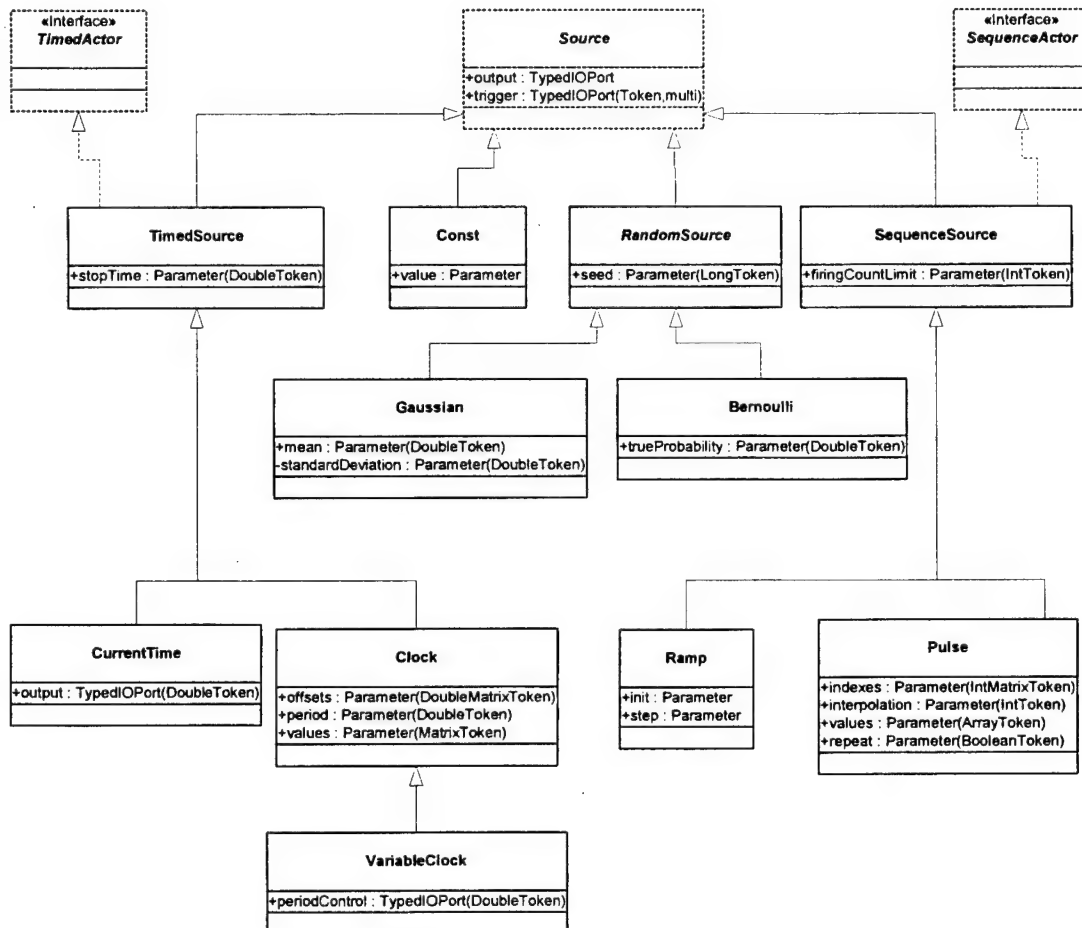 «Interface»
TimedActor
Source
+output : TypedIOPort
+trigger : TypedIOPort(Token,multi)
«Interface»
SequenceActor
TimedSource
+stopTime : Parameter(DoubleToken)
Const
+value : Parameter
RandomSource
+seed : Parameter(LongToken)
SequenceSource
+firingCountLimit : Parameter(IntToken)
Gaussian
+mean : Parameter(DoubleToken)
-standardDeviation : Parameter(DoubleToken)
Bernoulli
+trueProbability : Parameter(DoubleToken)
CurrentTime
+output : TypedIOPort(DoubleToken)
Clock
+offsets : Parameter(DoubleMatrixToken)
+period : Parameter(DoubleToken)
+values : Parameter(MatrixToken)
Ramp
+init : Parameter
+step : Parameter
Pulse
+indexes : Parameter(IntMatrixToken)
+interpolation : Parameter(IntToken)
+values : Parameter(ArrayToken)
+repeat : Parameter(BooleanToken)
VariableClock
+periodControl : TypedIOPort(DoubleToken)